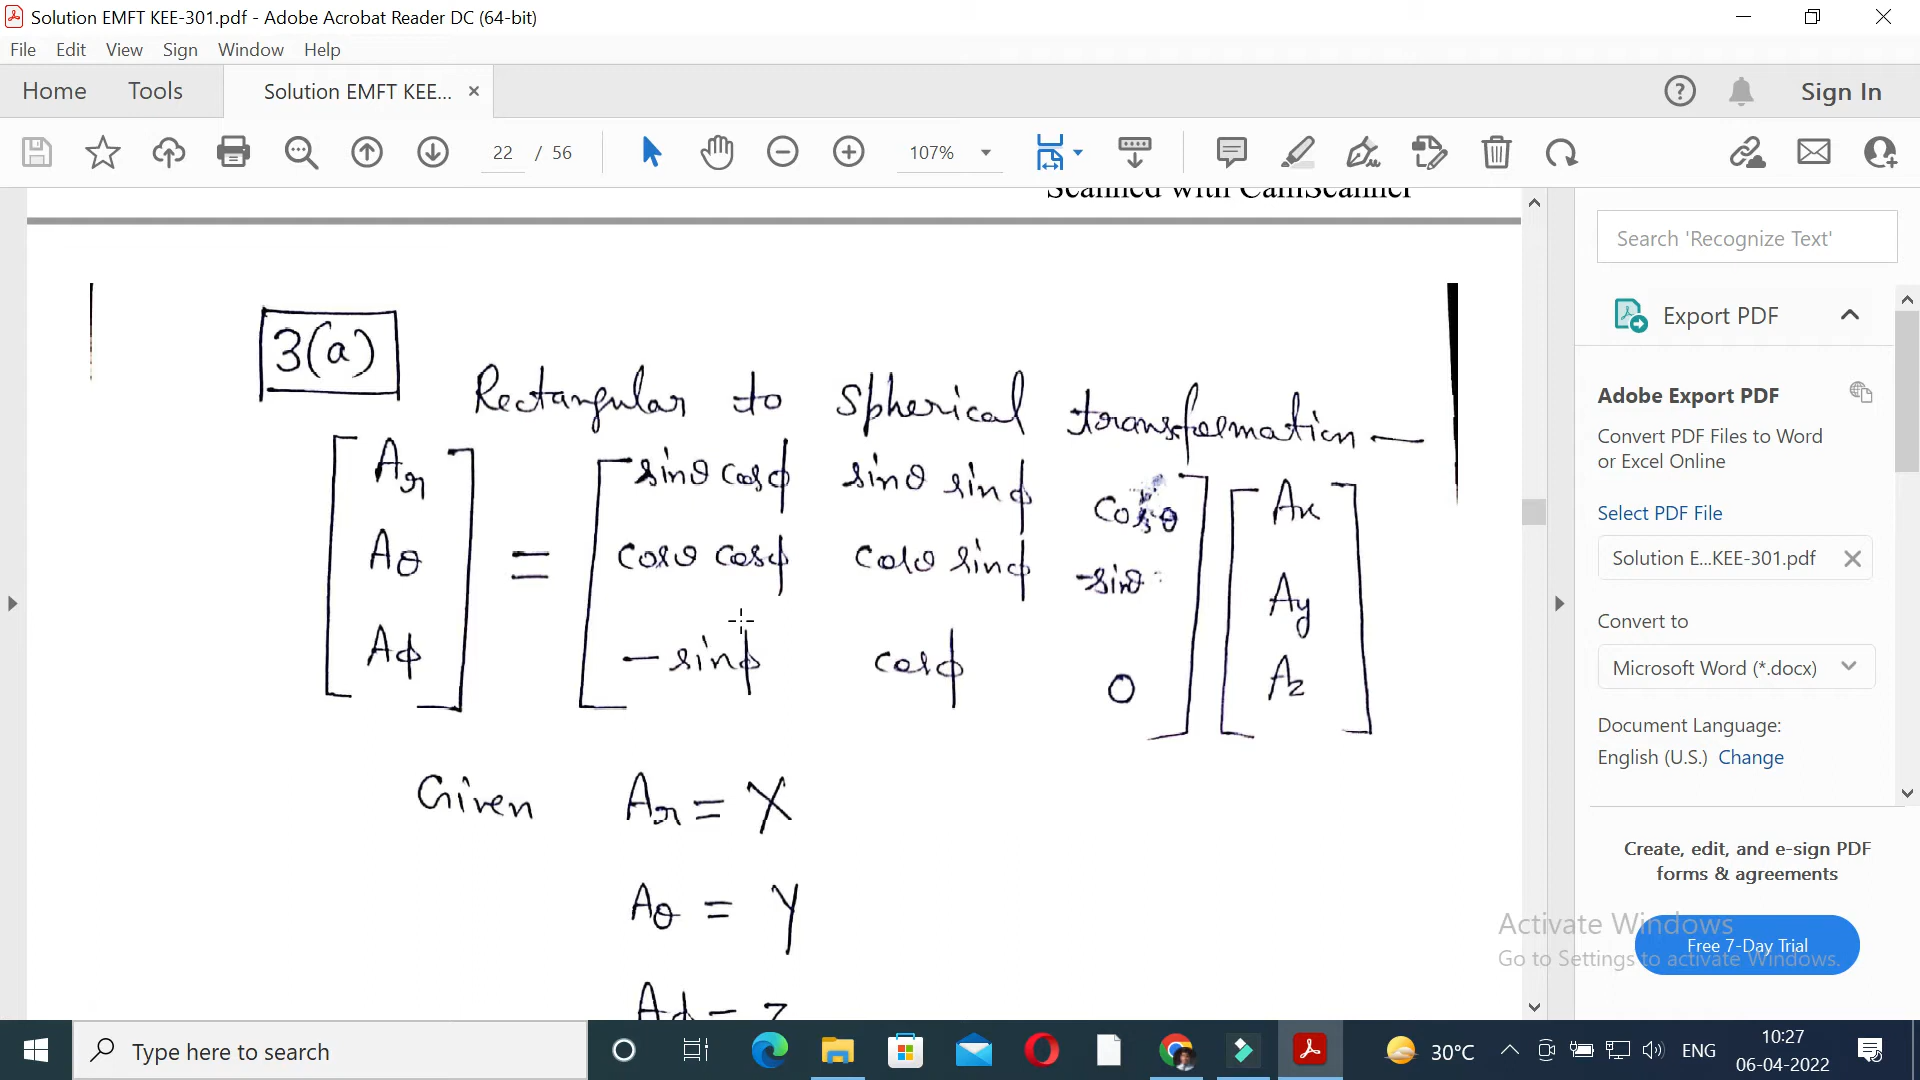 Solution EMFT KEE-301.pdf - Adobe Acrobat Reader DC (64-bit)
File Edit View Sign Window Help
Home Tools Solution EMFT KEE... × Sign In
22 / 56 107%
Scanned with CamScanner
3(a)
Rectangular to Spherical transformation —
[ Ar ] = [ sinθ cosϕ sinθ sinϕ cosθ ] [ Ax ]
[ Aθ ] [ cosθ cosϕ cosθ sinϕ -sinθ ] [ Ay ]
[ Aϕ ] [ - sinϕ cosϕ 0 ] [ Az ]
Given Ar = X
Aθ = Y
Aϕ = Z
Search 'Recognize Text'
Export PDF
Adobe Export PDF
Convert PDF Files to Word
or Excel Online
Select PDF File
Solution E...KEE-301.pdf
Convert to
Microsoft Word (*.docx)
Document Language:
English (U.S.) Change
Create, edit, and e-sign PDF
forms & agreements
Free 7-Day Trial
Activate Windows
Go to Settings to activate Windows.
Type here to search
30°C
ENG
10:27
06-04-2022